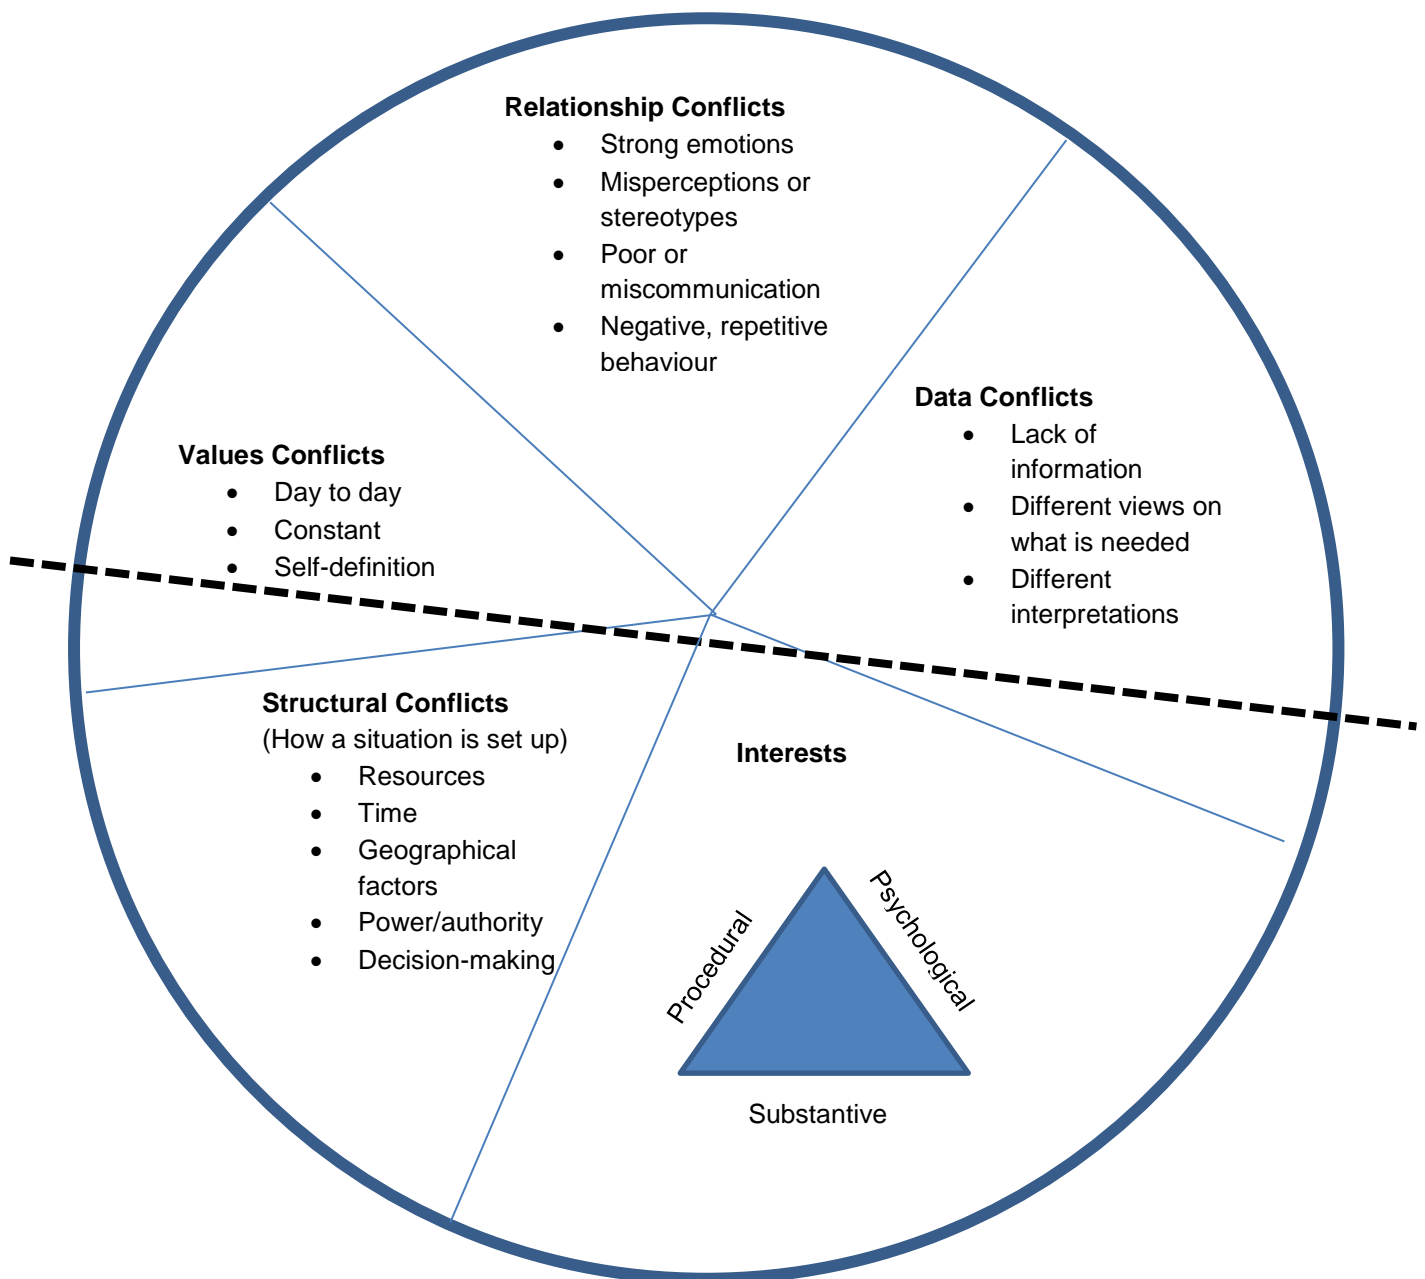 Relationship Conflicts
• Strong emotions
• Misperceptions or
stereotypes
• Poor or
miscommunication
• Negative, repetitive
behaviour
Data Conflicts
• Lack of
information
• Different views on
what is needed
• Different
interpretations
Values Conflicts
• Day to day
• Constant
• Self-definition
Structural Conflicts
(How a situation is set up)
• Resources
• Time
• Geographical
factors
• Power/authority
• Decision-making
Interests
Procedural
Psychological
Substantive